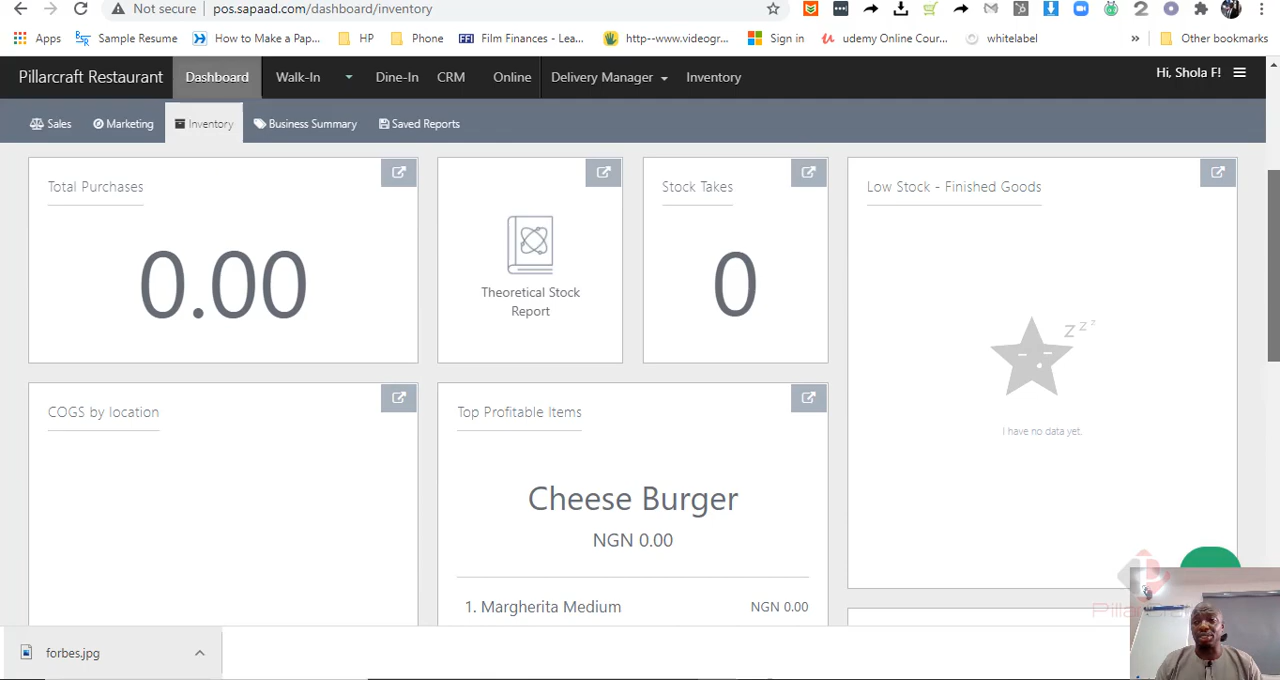 Not secure pos.sapaad.com/dashboard/inventory
Apps Sample Resume How to Make a Pap... HP Phone Film Finances - Lea... http--www.videogr... Sign in udemy Online Cour... whitelabel » Other bookmarks
Pillarcraft Restaurant Dashboard Walk-In Dine-In CRM Online Delivery Manager Inventory Hi, Shola F!
Sales Marketing Inventory Business Summary Saved Reports
Total Purchases
0.00
Theoretical Stock
Report
Stock Takes
0
Low Stock - Finished Goods
z z z
I have no data yet.
COGS by location
Top Profitable Items
Cheese Burger
NGN 0.00
1. Margherita Medium NGN 0.00
forbes.jpg